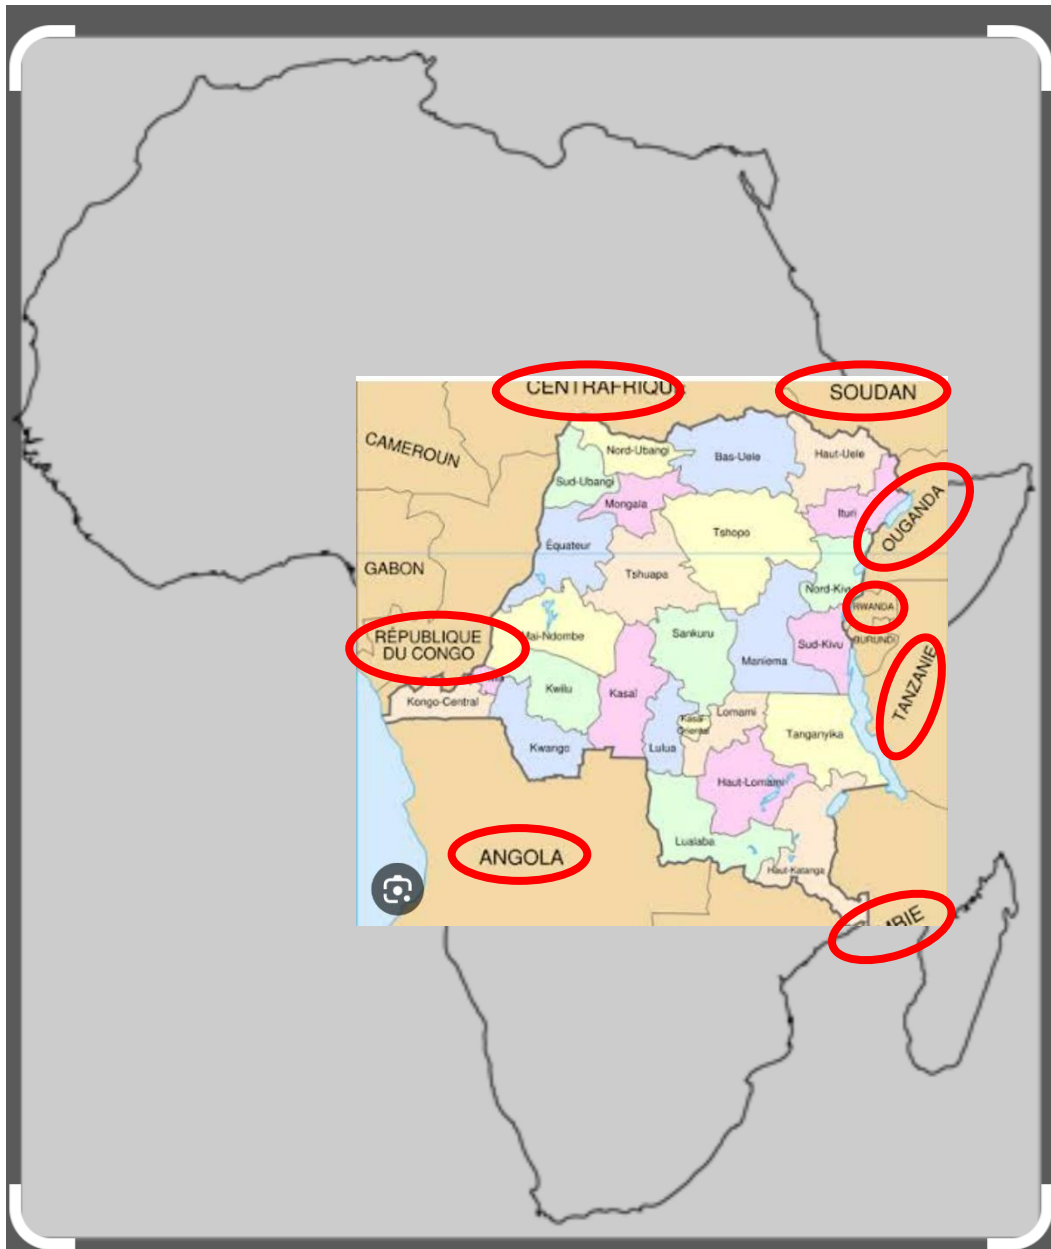 CENTRAFRIQUE
SOUDAN
CAMEROUN
Nord-Ubangi
Bas-Uele
Haut-Uele
Sud-Ubangi
Mongala
Ituri
OUGANDA
Tshopo
Équateur
GABON
Tshuapa
Nord-Kivu
RWANDA
RÉPUBLIQUE
DU CONGO
Mai-Ndombe
Sankuru
Sud-Kivu
BURUNDI
Maniema
TANZANIE
Kwilu
Kasaï
Kongo-Central
Lomami
Kasaï
Oriental
Tanganyika
Kwango
Lulua
Haut-Lomami
Lualaba
ANGOLA
Haut-Katanga
MBIE